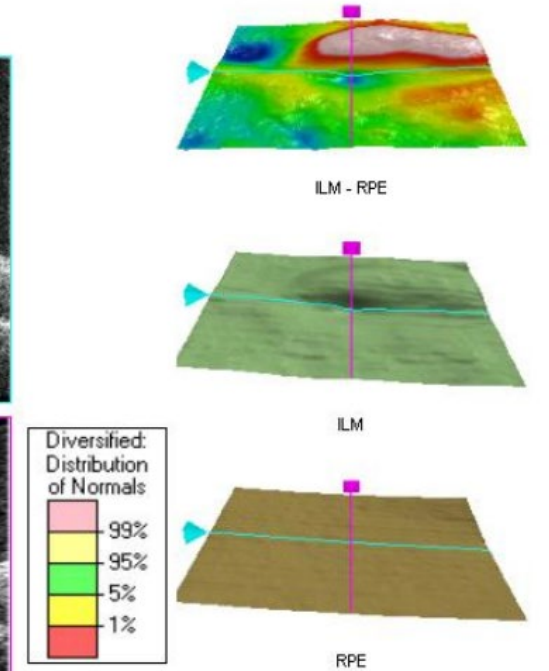 ILM - RPE
ILM
Diversified:
Distribution
of Normals
99%
95%
5%
1%
RPE